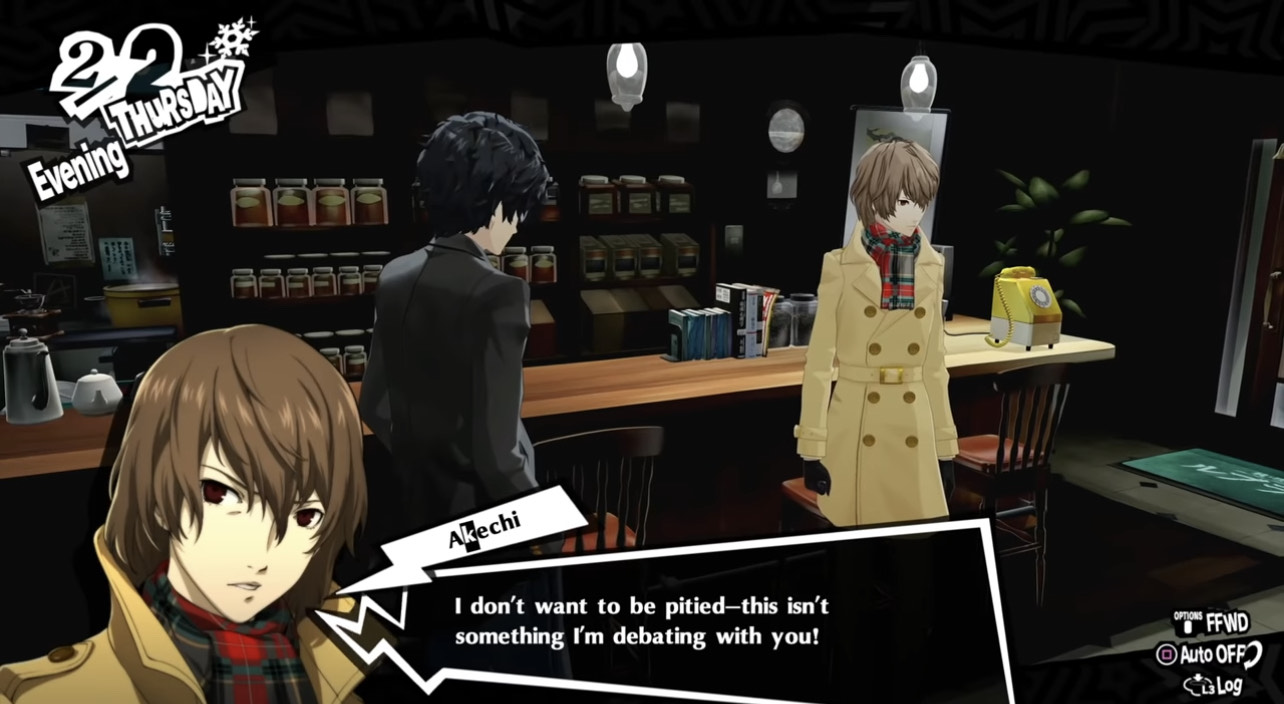 2/2
THURSDAY
Evening
Akechi
I don't want to be pitied—this isn't
something I'm debating with you!
OPTIONS FFWD
Auto OFF
L3 Log